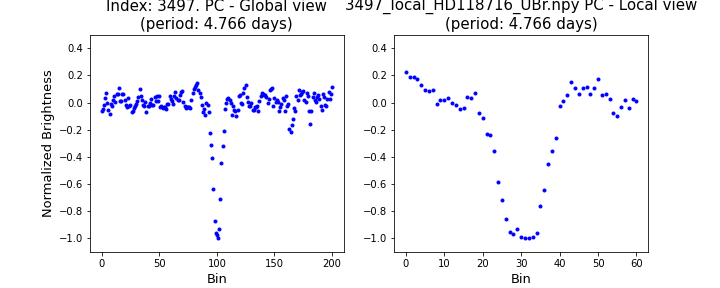 Index: 3497. PC - Global view
(period: 4.766 days)
3497_local_HD118716_UBr.npy PC - Local view
(period: 4.766 days)
Normalized Brightness
0.4
0.2
0.0
−0.2
−0.4
−0.6
−0.8
−1.0
0 50 100 150 200
Bin
0.4
0.2
0.0
−0.2
−0.4
−0.6
−0.8
−1.0
0 10 20 30 40 50 60
Bin